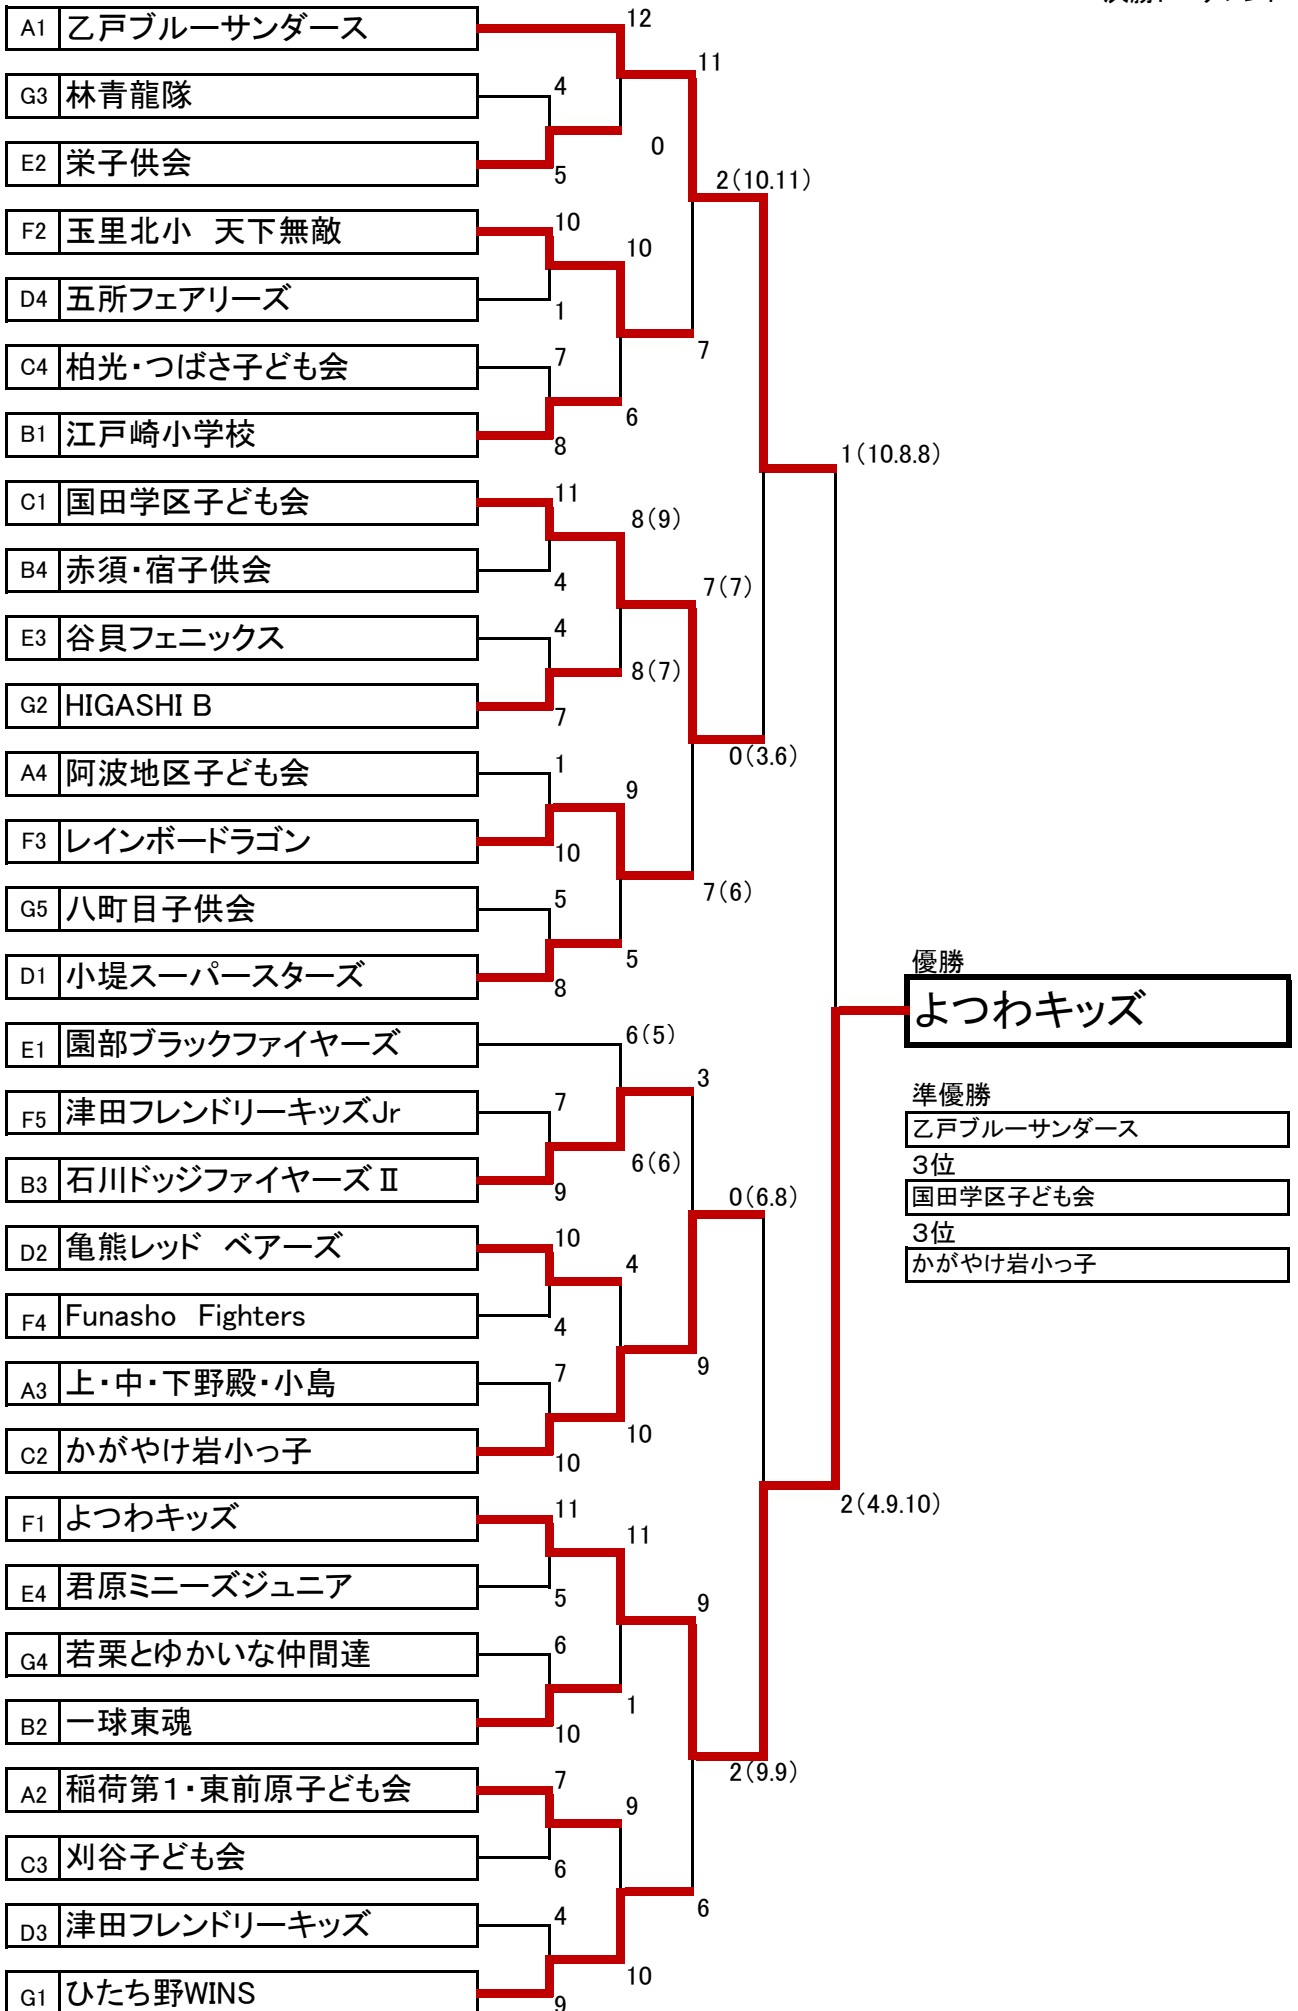 A1 乙戸ブルーサンダース
12
11
G3 林青龍隊
4
0
E2 栄子供会
5
2(10.11)
F2 玉里北小　天下無敵
10
10
D4 五所フェアリーズ
1
7
C4 柏光・つばさ子ども会
7
6
B1 江戸崎小学校
8
1(10.8.8)
C1 国田学区子ども会
11
8(9)
B4 赤須・宿子供会
4
7(7)
E3 谷貝フェニックス
4
8(7)
G2 HIGASHI B
7
0(3.6)
A4 阿波地区子ども会
1
9
F3 レインボードラゴン
10
7(6)
G5 八町目子供会
5
5
D1 小堤スーパースターズ
8
優勝
よつわキッズ
E1 園部ブラックファイヤーズ
6(5)
3
F5 津田フレンドリーキッズJr
7
6(6)
B3 石川ドッジファイヤーズⅡ
9
0(6.8)
準優勝
乙戸ブルーサンダース
3位
国田学区子ども会
3位
かがやけ岩小っ子
D2 亀熊レッド　ベアーズ
10
4
F4 Funasho　Fighters
4
9
A3 上・中・下野殿・小島
7
10
C2 かがやけ岩小っ子
10
2(4.9.10)
F1 よつわキッズ
11
11
E4 君原ミニーズジュニア
5
9
G4 若栗とゆかいな仲間達
6
1
B2 一球東魂
10
2(9.9)
A2 稲荷第１・東前原子ども会
7
9
C3 刈谷子ども会
6
6
D3 津田フレンドリーキッズ
4
10
G1 ひたち野WINS
9